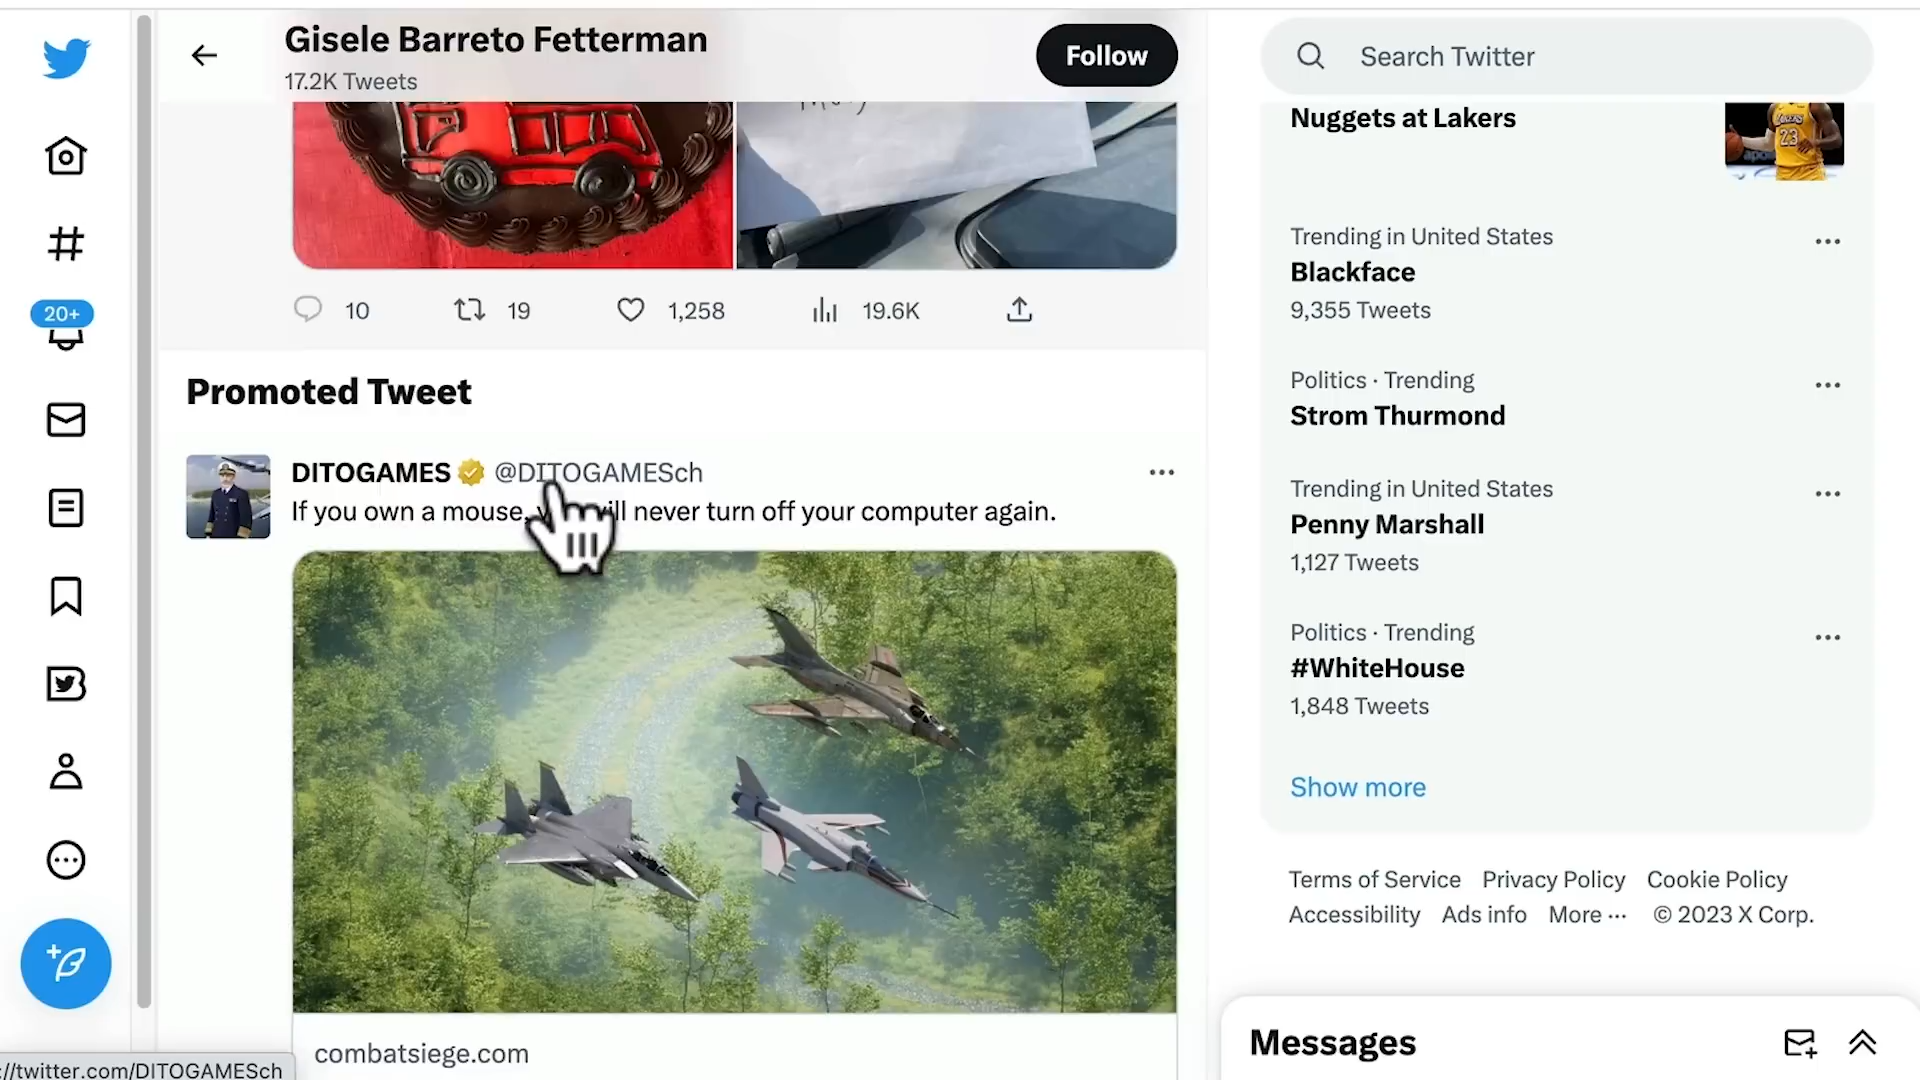 Gisele Barreto Fetterman
17.2K Tweets
Follow
Search Twitter
20+
10
19
1,258
19.6K
Promoted Tweet
DITOGAMES @DITOGAMESch
If you own a mouse, will never turn off your computer again.
combatsiege.com
Nuggets at Lakers
LAKERS
23
Trending in United States
Blackface
9,355 Tweets
Politics · Trending
Strom Thurmond
Trending in United States
Penny Marshall
1,127 Tweets
Politics · Trending
#WhiteHouse
1,848 Tweets
Show more
Terms of Service Privacy Policy Cookie Policy
Accessibility Ads info More ··· © 2023 X Corp.
Messages
://twitter.com/DITOGAMESch